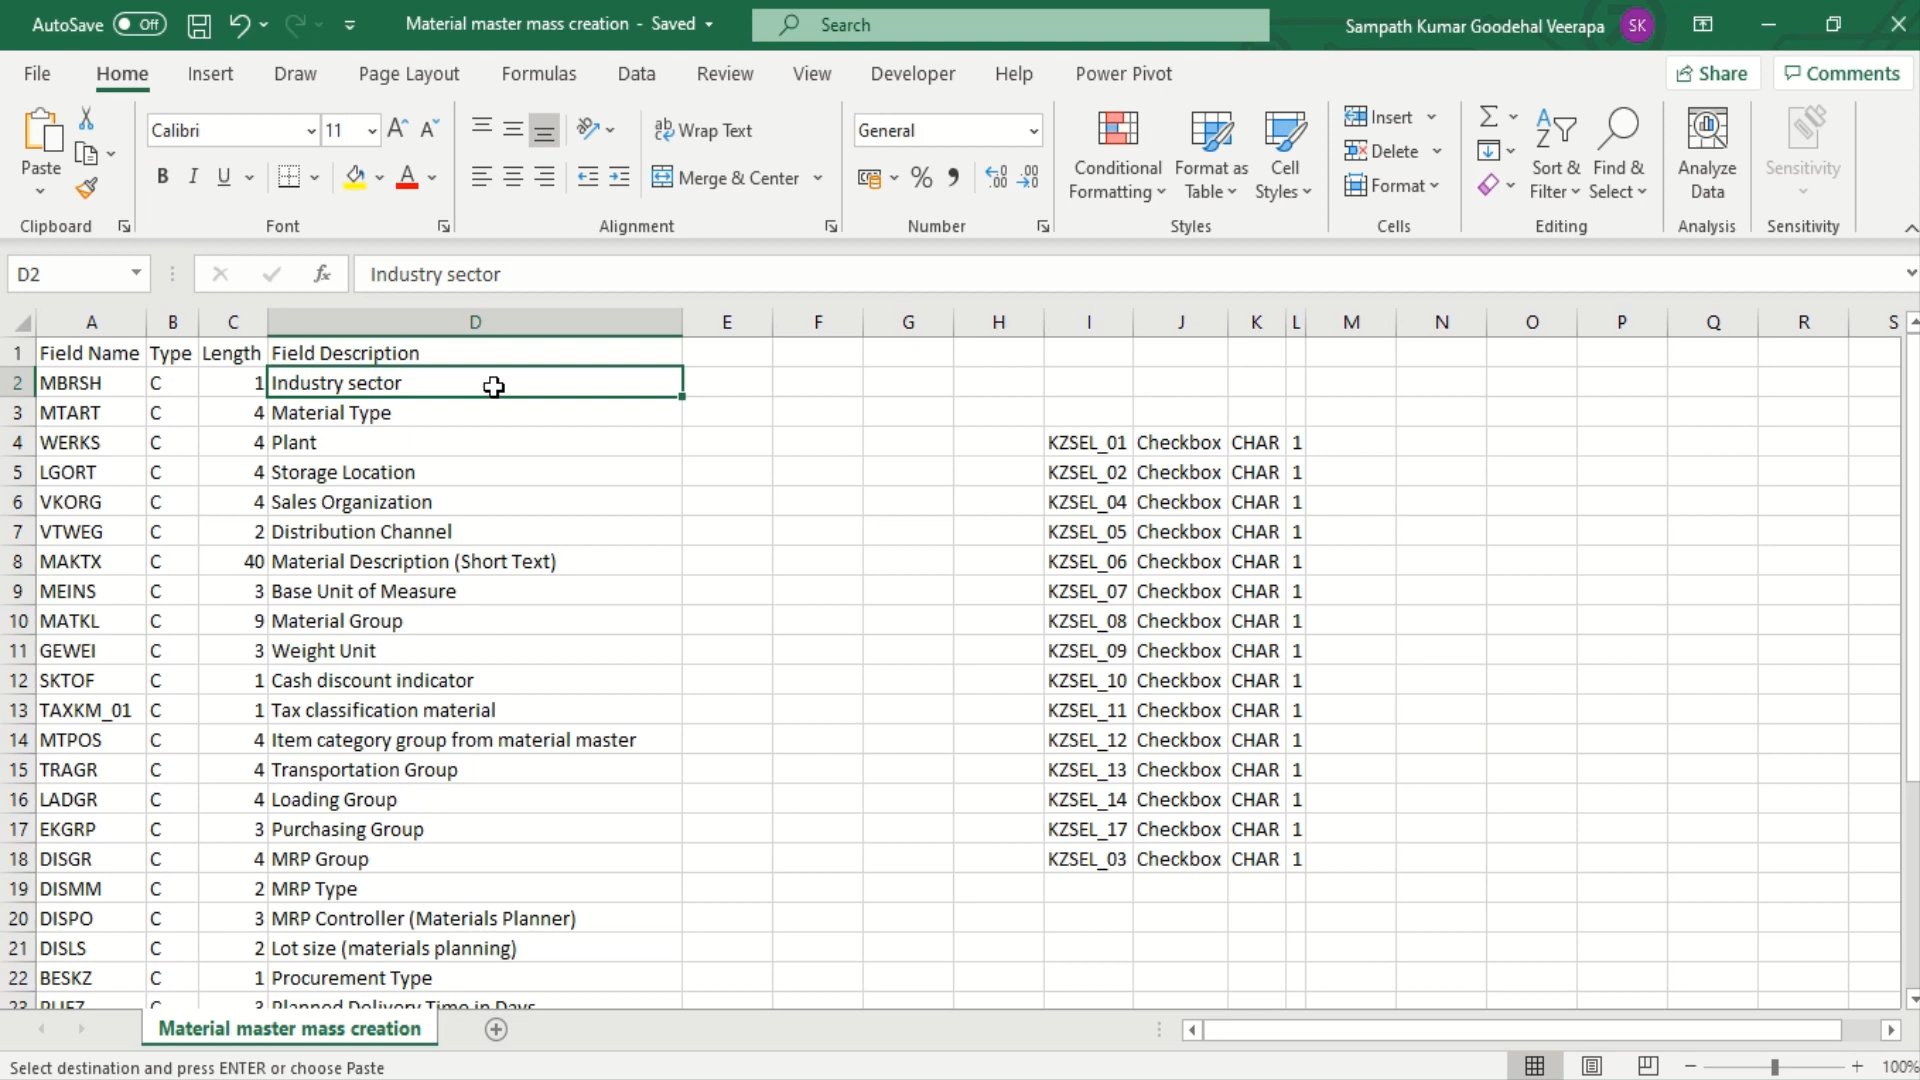 AutoSave Off Material master mass creation - Saved Search Sampath Kumar Goodehal Veerapa SK
File Home Insert Draw Page Layout Formulas Data Review View Developer Help Power Pivot Share Comments
Paste Calibri 11 Wrap Text General Conditional Formatting Format as Table Cell Styles Insert Sort & Filter Find & Select Analyze Data Sensitivity
B I U Merge & Center % Delete
Format
Clipboard Font Alignment Number Styles Cells Editing Analysis Sensitivity
D2 fx Industry sector
A B C D E F G H I J K L M N O P Q R S
1 Field Name Type Length Field Description
2 MBRSH C 1 Industry sector
3 MTART C 4 Material Type
4 WERKS C 4 Plant KZSEL_01 Checkbox CHAR 1
5 LGORT C 4 Storage Location KZSEL_02 Checkbox CHAR 1
6 VKORG C 4 Sales Organization KZSEL_04 Checkbox CHAR 1
7 VTWEG C 2 Distribution Channel KZSEL_05 Checkbox CHAR 1
8 MAKTX C 40 Material Description (Short Text) KZSEL_06 Checkbox CHAR 1
9 MEINS C 3 Base Unit of Measure KZSEL_07 Checkbox CHAR 1
10 MATKL C 9 Material Group KZSEL_08 Checkbox CHAR 1
11 GEWEI C 3 Weight Unit KZSEL_09 Checkbox CHAR 1
12 SKTOF C 1 Cash discount indicator KZSEL_10 Checkbox CHAR 1
13 TAXKM_01 C 1 Tax classification material KZSEL_11 Checkbox CHAR 1
14 MTPOS C 4 Item category group from material master KZSEL_12 Checkbox CHAR 1
15 TRAGR C 4 Transportation Group KZSEL_13 Checkbox CHAR 1
16 LADGR C 4 Loading Group KZSEL_14 Checkbox CHAR 1
17 EKGRP C 3 Purchasing Group KZSEL_17 Checkbox CHAR 1
18 DISGR C 4 MRP Group KZSEL_03 Checkbox CHAR 1
19 DISMM C 2 MRP Type
20 DISPO C 3 MRP Controller (Materials Planner)
21 DISLS C 2 Lot size (materials planning)
22 BESKZ C 1 Procurement Type
23 PLIFZ C 3 Planned Delivery Time in Days
Material master mass creation
Select destination and press ENTER or choose Paste 100%